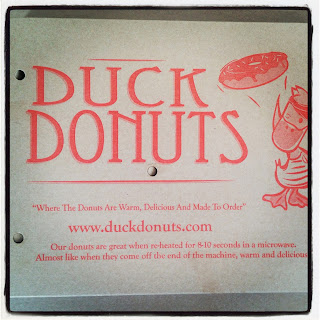 DUCK
DONUTS
"Where The Donuts Are Warm, Delicious And Made To Order"
www.duckdonuts.com
Our donuts are great when re-heated for 8-10 seconds in a microwave.
Almost like when they come off the end of the machine, warm and delicious